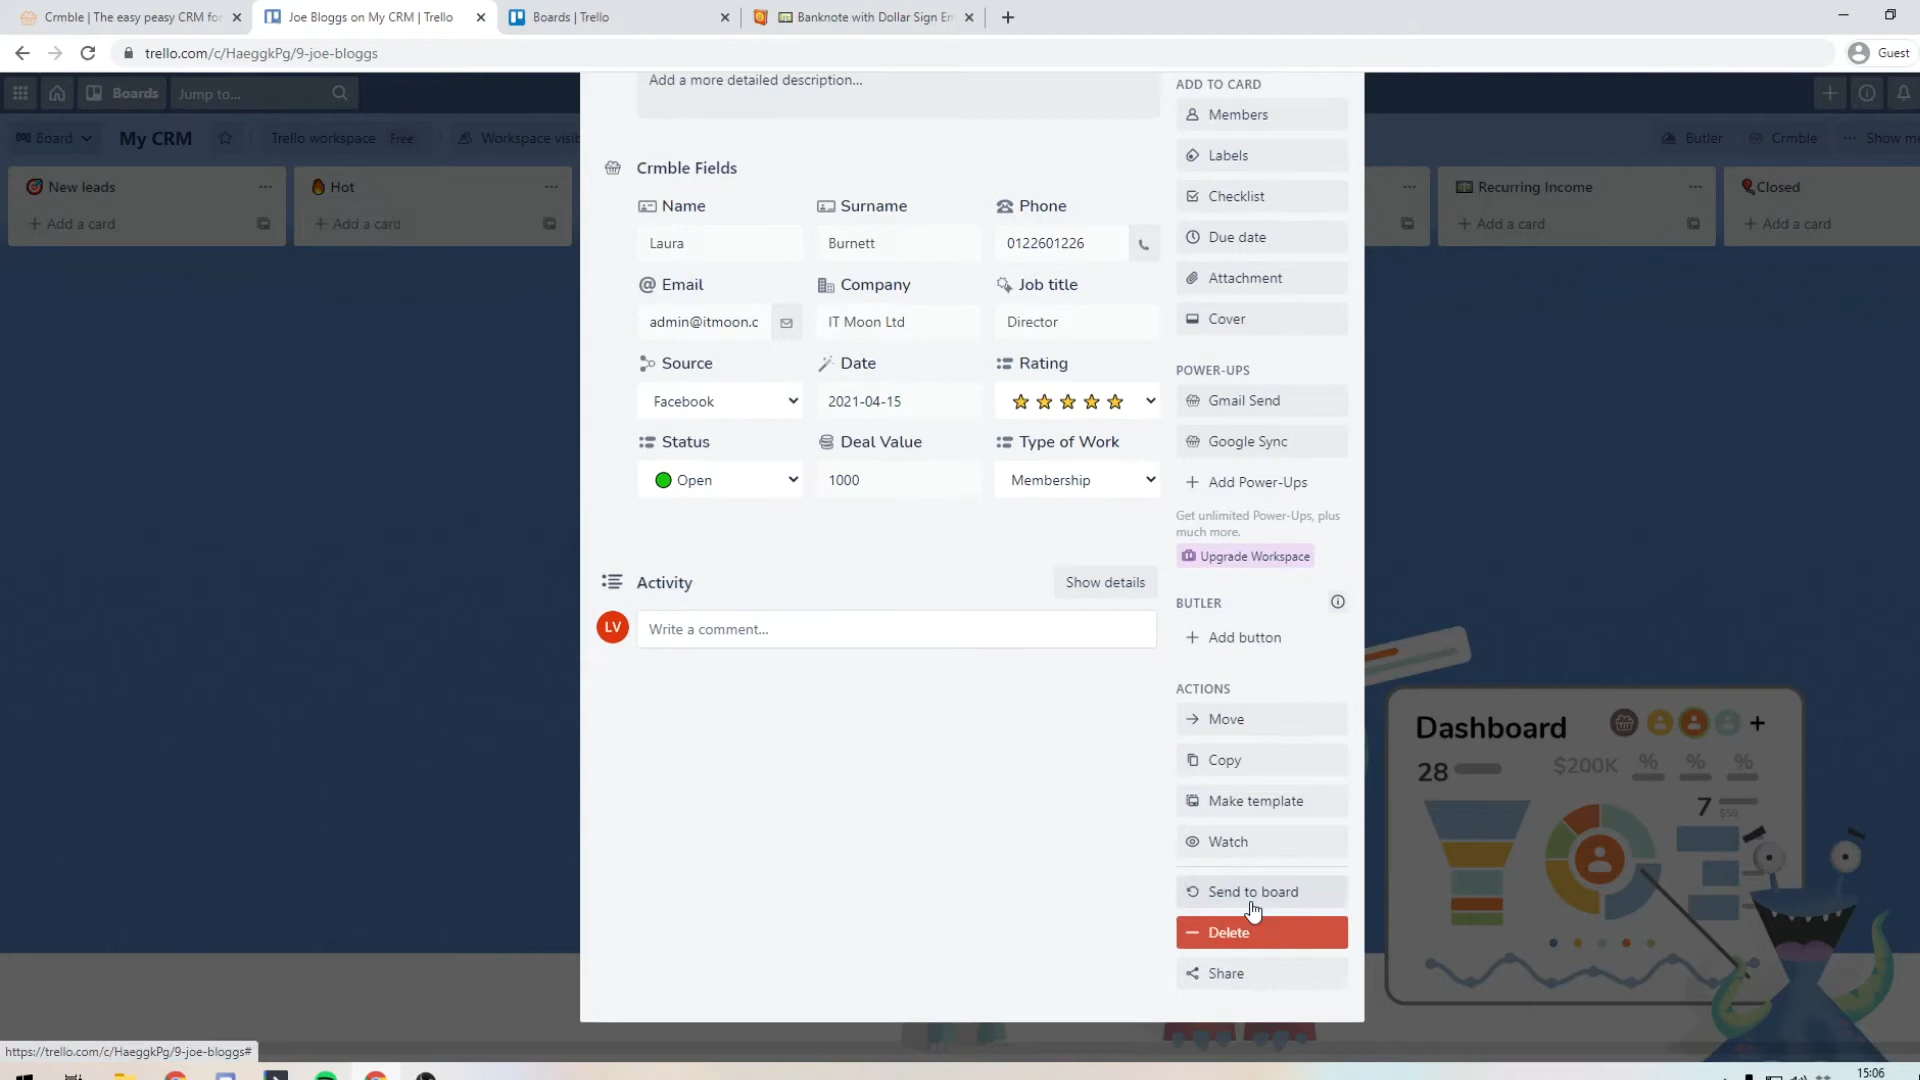 Crmble | The easy peasy CRM for
Joe Bloggs on My CRM | Trello
Boards | Trello
Banknote with Dollar Sign Em
trello.com/c/HaeggkPg/9-joe-bloggs
Guest
Boards
Jump to...
Board
My CRM
Trello workspace Free
Workspace visib
Butler
Crmble
Show me
New leads
+ Add a card
Hot
+ Add a card
Recurring Income
+ Add a card
Closed
+ Add a card
Add a more detailed description...
Crmble Fields
Name
Surname
Phone
Laura
Burnett
0122601226
Email
Company
Job title
admin@itmoon.c
IT Moon Ltd
Director
Source
Date
Rating
Facebook
2021-04-15
Status
Deal Value
Type of Work
Open
1000
Membership
Activity
Show details
LV
Write a comment...
ADD TO CARD
Members
Labels
Checklist
Due date
Attachment
Cover
POWER-UPS
Gmail Send
Google Sync
+ Add Power-Ups
Get unlimited Power-Ups, plus
much more.
Upgrade Workspace
BUTLER
+ Add button
ACTIONS
Move
Copy
Make template
Watch
Send to board
Delete
Share
Dashboard
28
$200K
%
%
%
7
$50
https://trello.com/c/HaeggkPg/9-joe-bloggs#
15:06